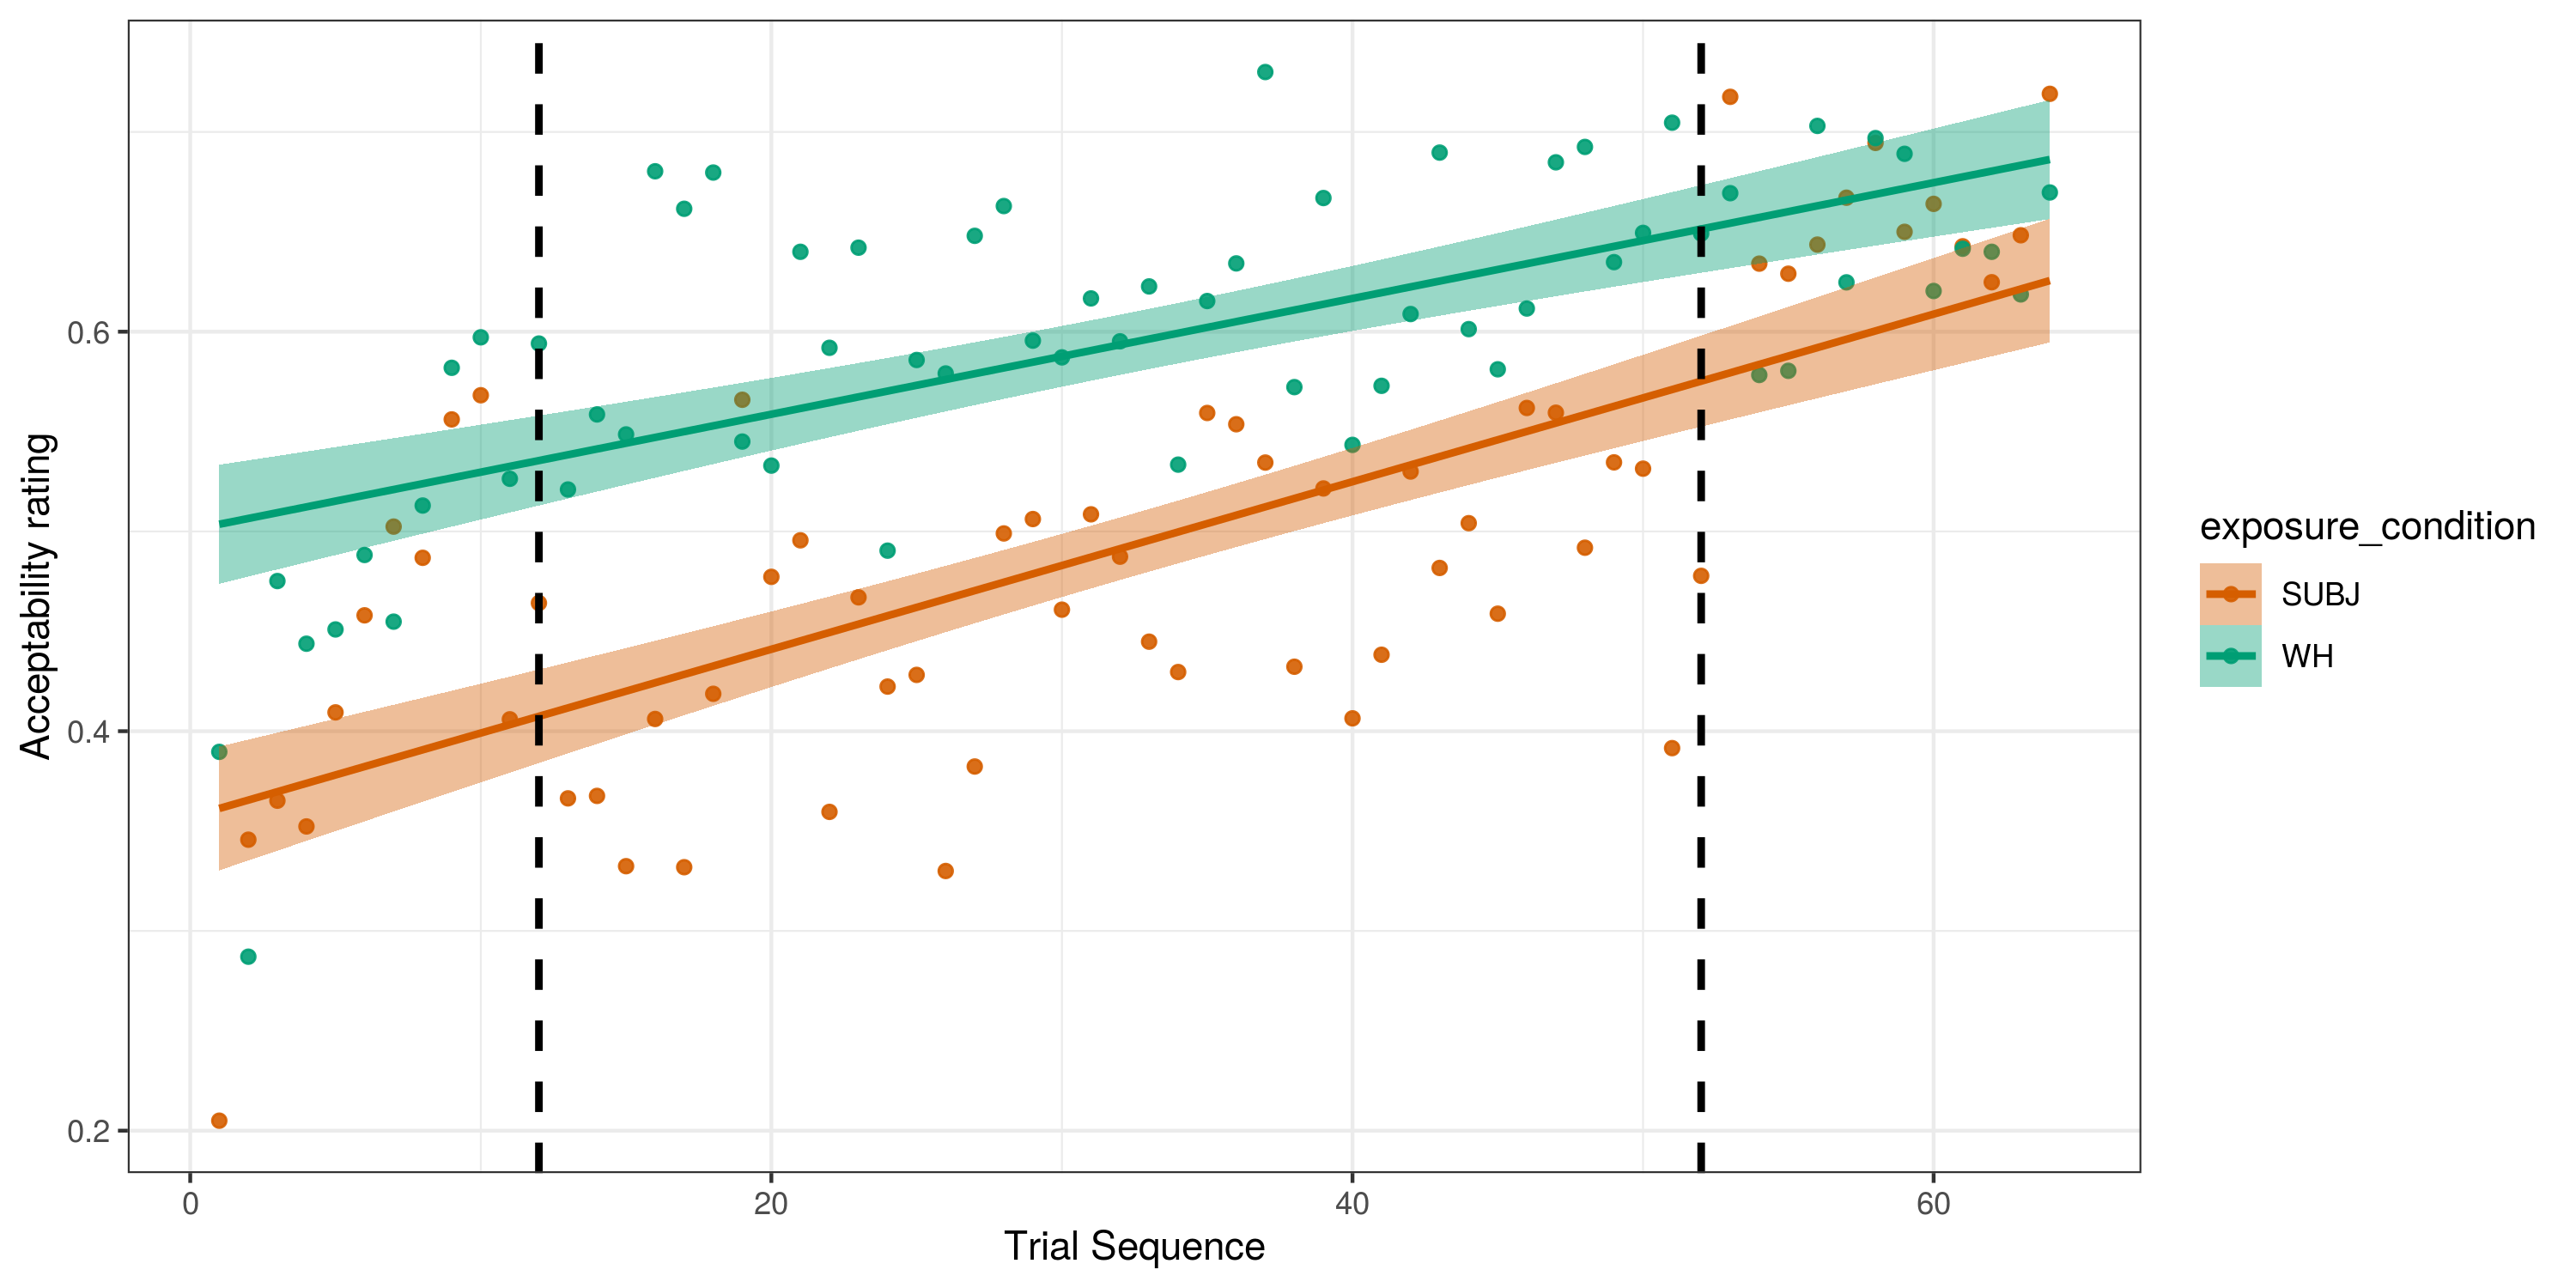 Acceptability rating
0.6
0.4
0.2
0
20
40
60
Trial Sequence
exposure_condition
SUBJ
WH